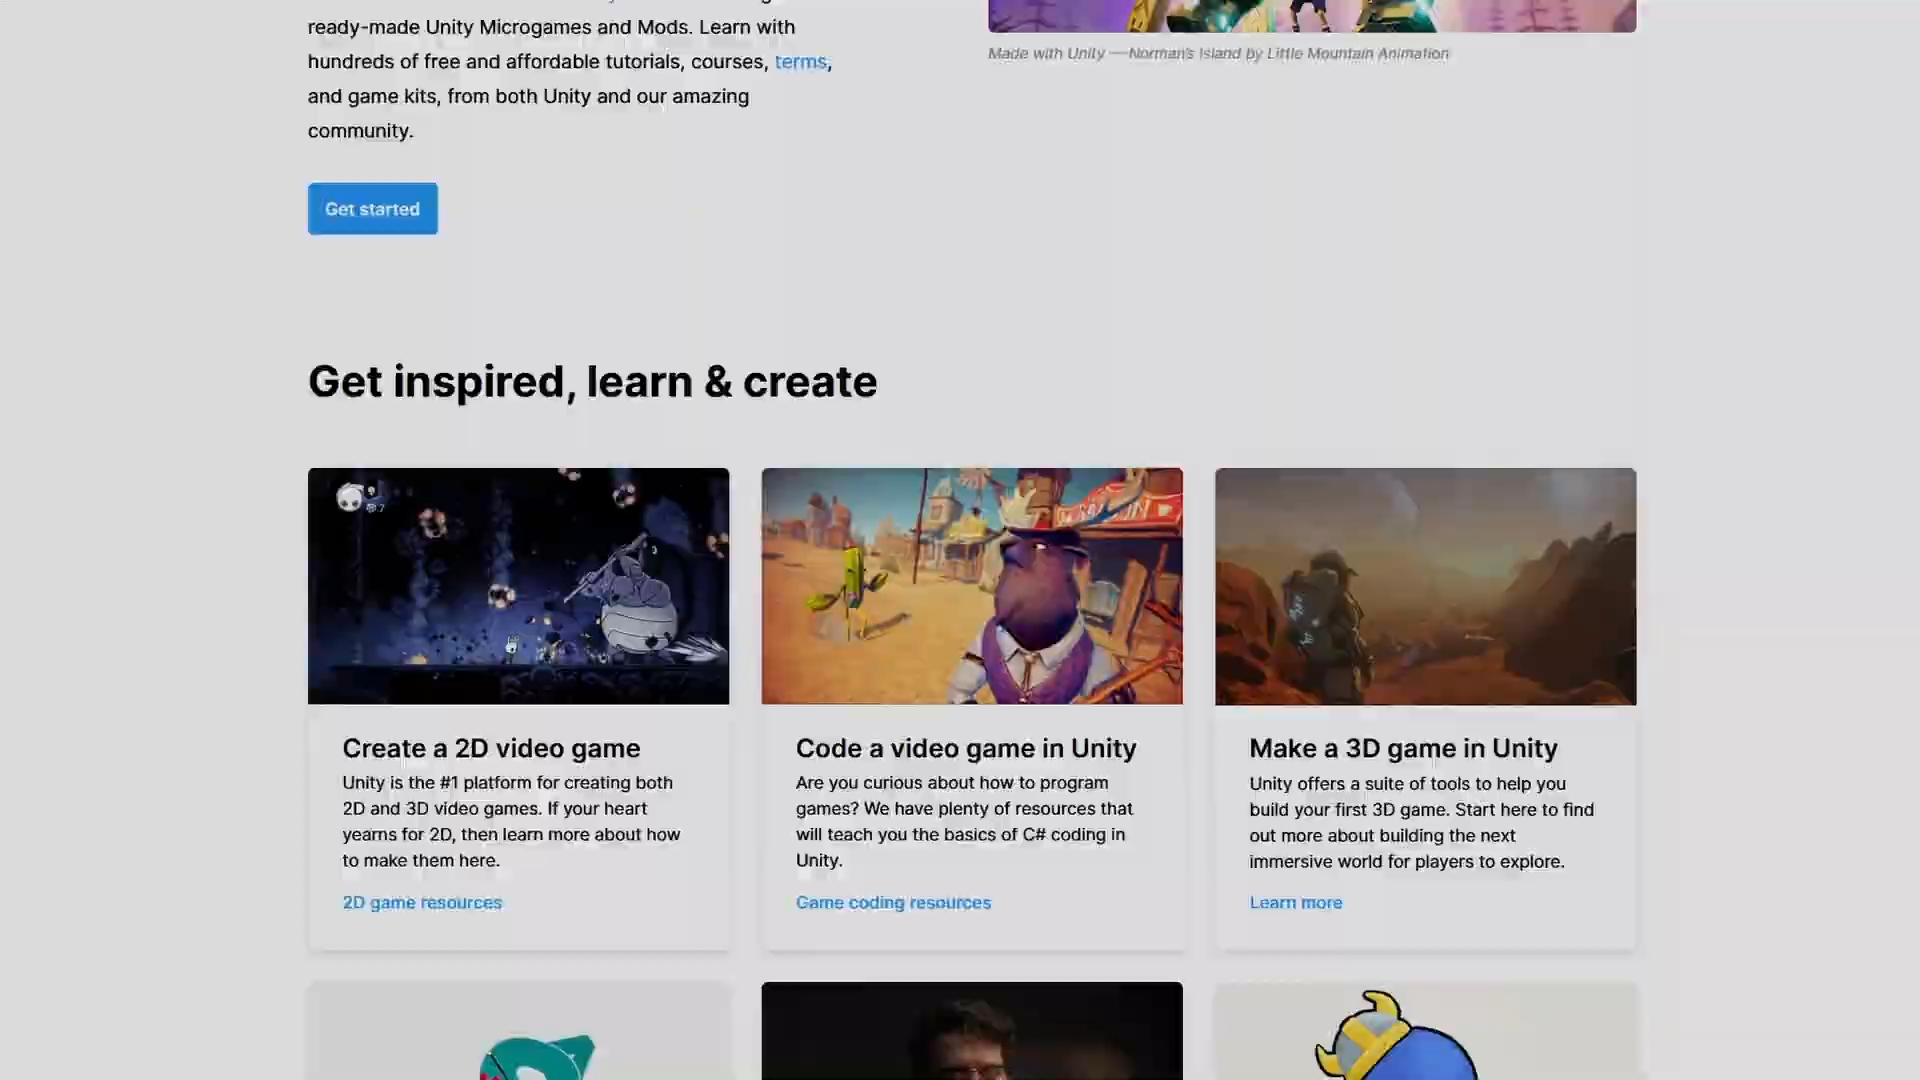 ready-made Unity Microgames and Mods. Learn with
hundreds of free and affordable tutorials, courses, terms,
and game kits, from both Unity and our amazing
community.
Made with Unity —Norman's Island by Little Mountain Animation
Get started
Get inspired, learn & create
Create a 2D video game
Unity is the #1 platform for creating both
2D and 3D video games. If your heart
yearns for 2D, then learn more about how
to make them here.
2D game resources
Code a video game in Unity
Are you curious about how to program
games? We have plenty of resources that
will teach you the basics of C# coding in
Unity.
Game coding resources
Make a 3D game in Unity
Unity offers a suite of tools to help you
build your first 3D game. Start here to find
out more about building the next
immersive world for players to explore.
Learn more